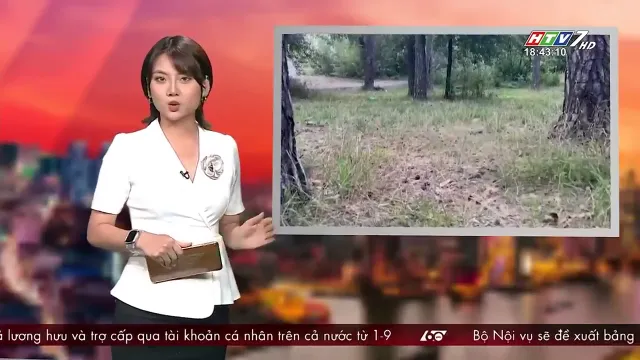 HTV7 HD
18:43:10
lương hưu và trợ cấp qua tài khoản cá nhân trên cả nước từ 1-9 60 Bộ Nội vụ sẽ đề xuất bảng